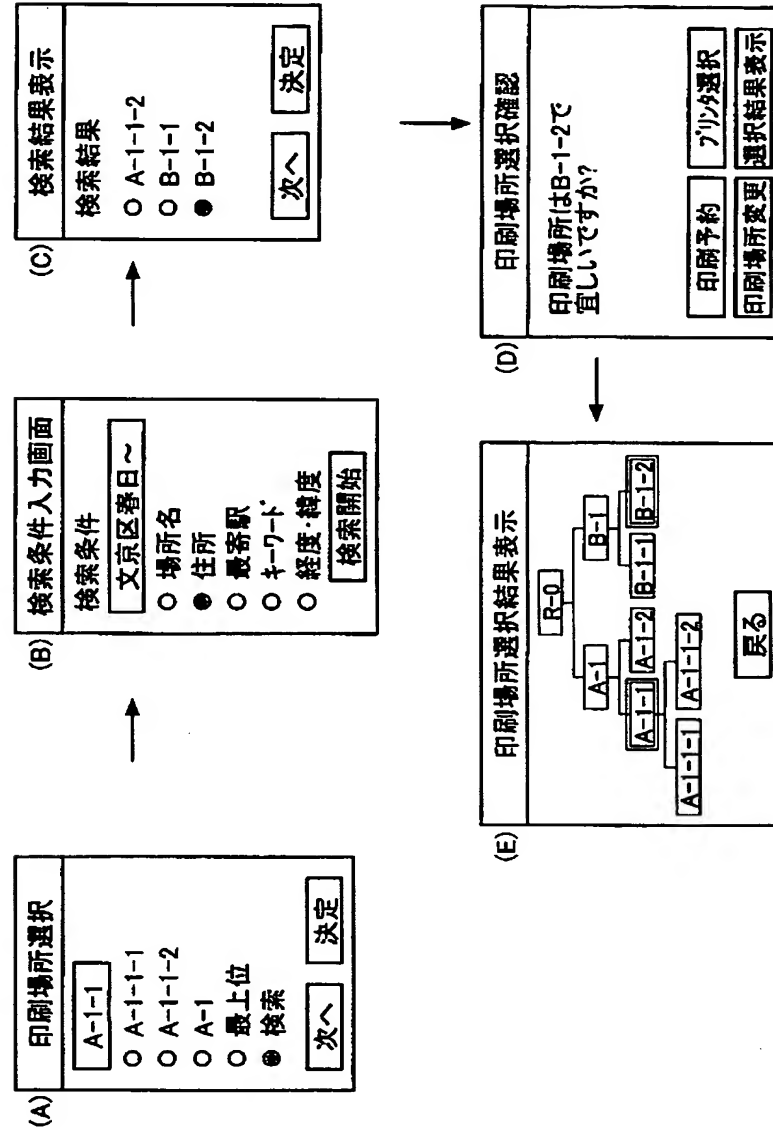 (A)
印刷場所選択
A-1-1
○ A-1-1-1
○ A-1-1-2
○ A-1
○ 最上位
◉ 検索
次へ 決定
(B)
検索条件入力画面
検索条件
文京区春日～
○ 場所名
◉ 住所
○ 最寄駅
○ キーワード
○ 経度・緯度
検索開始
(C)
検索結果表示
検索結果
○ A-1-1-2
○ B-1-1
◉ B-1-2
次へ 決定
(D)
印刷場所選択確認
印刷場所はB-1-2で
宜しいですか?
印刷予約 プリンタ選択
印刷場所変更 選択結果表示
(E)
印刷場所選択結果表示
R-0
A-1 B-1
A-1-1 A-1-2 B-1-1 B-1-2
A-1-1-1 A-1-1-2
戻る